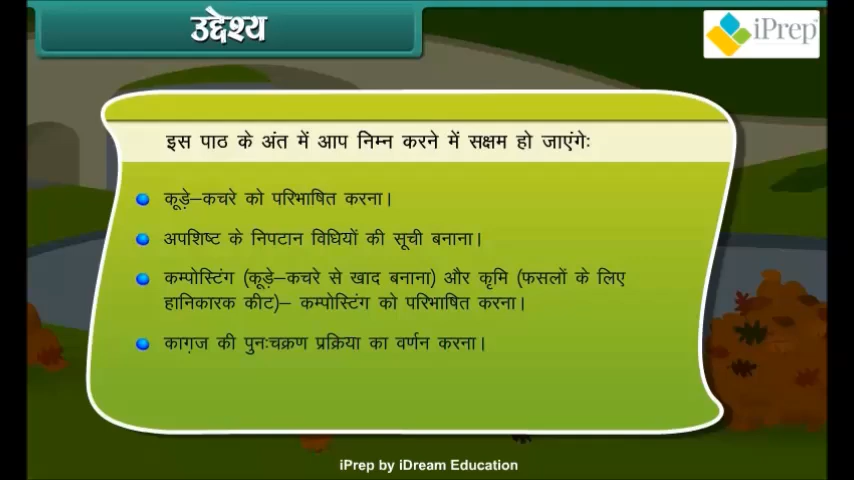 उद्देश्य
iPrep
इस पाठ के अंत में आप निम्न करने में सक्षम हो जाएंगेः
कूड़े–कचरे को परिभाषित करना।
अपशिष्ट के निपटान विधियों की सूची बनाना।
कम्पोस्टिंग (कूड़े–कचरे से खाद बनाना) और कृमि (फसलों के लिए
हानिकारक कीट)– कम्पोस्टिंग को परिभाषित करना।
काग़ज की पुनःचक्रण प्रक्रिया का वर्णन करना।
iPrep by iDream Education